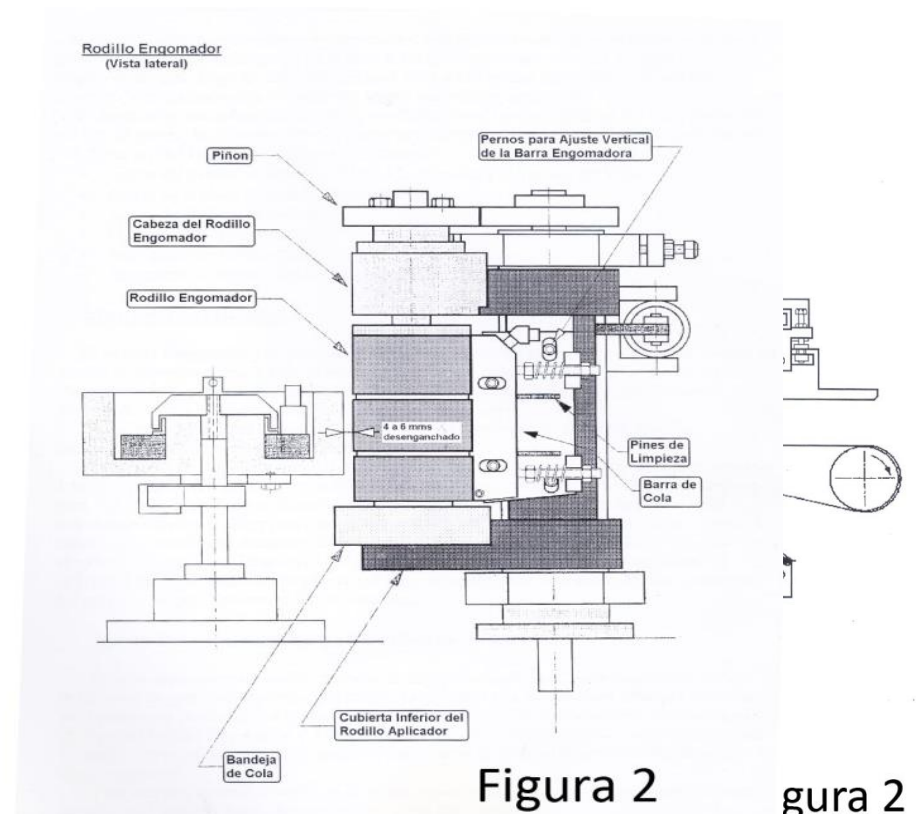 Rodillo Engomador
(Vista lateral)
Pernos para Ajuste Vertical
de la Barra Engomadora
Piñon
Cabeza del Rodillo
Engomador
Rodillo Engomador
4 a 6 mms
desenganchado
Pines de
Limpieza
Barra de
Cola
Cubierta Inferior del
Rodillo Aplicador
Bandeja
de Cola
Figura 2
gura 2